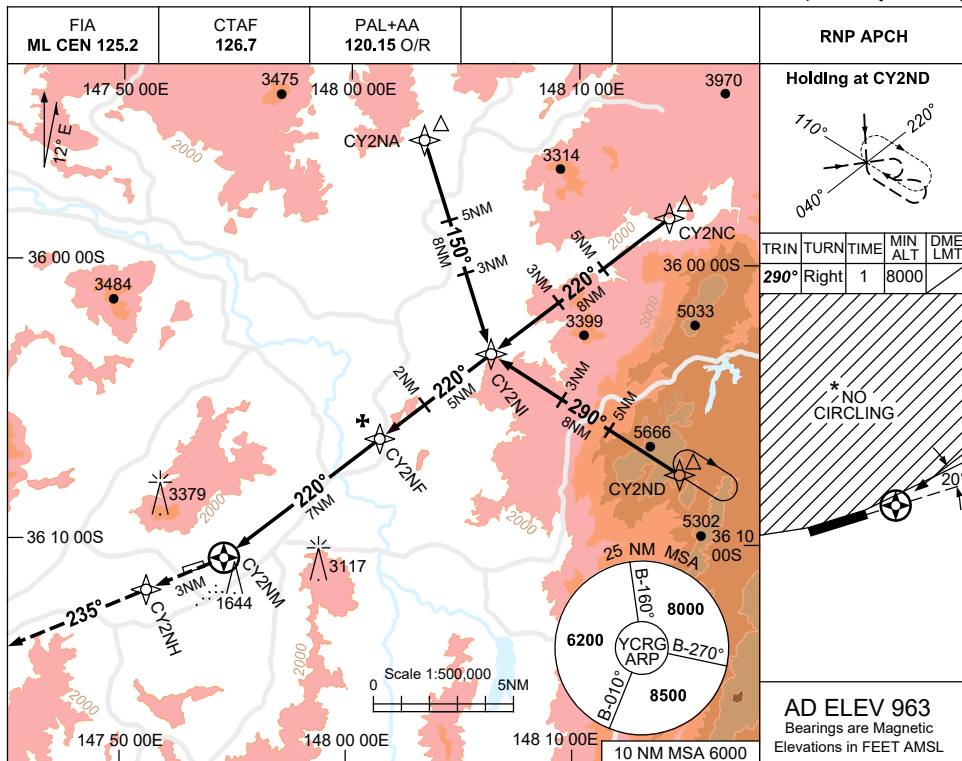 FIA
ML CEN 125.2
CTAF
126.7
PAL+AA
120.15 O/R
RNP APCH
147 50 00E
3475
148 00 00E
148 10 00E
3970
12° E
2000
CY2NA
3314
5NM
150°
8NM
3NM
2000
CY2NC
5NM
220°
3NM
8NM
36 00 00S
36 00 00S
3484
3399
3000
5033
CY2NI
2NM
220°
5NM
3NM
290°
8NM
5NM
5666
CY2ND
CY2NF
220°
7NM
3379
2000
2000
36 10 00S
5302
36 10
00S
3117
CY2NM
3NM
1644
235°
CY2NH
2000
2000
Scale 1:500,000
0
5NM
25 NM MSA
B-160°
8000
6200
YCRG
ARP
B-270°
B-010°
8500
147 50 00E
148 00 00E
148 10 00E
10 NM MSA 6000
Holding at CY2ND
110°
220°
040°
TRIN TURN TIME MIN ALT DME LMT
290° Right 1 8000
*NO
CIRCLING
20°
AD ELEV 963
Bearings are Magnetic
Elevations in FEET AMSL